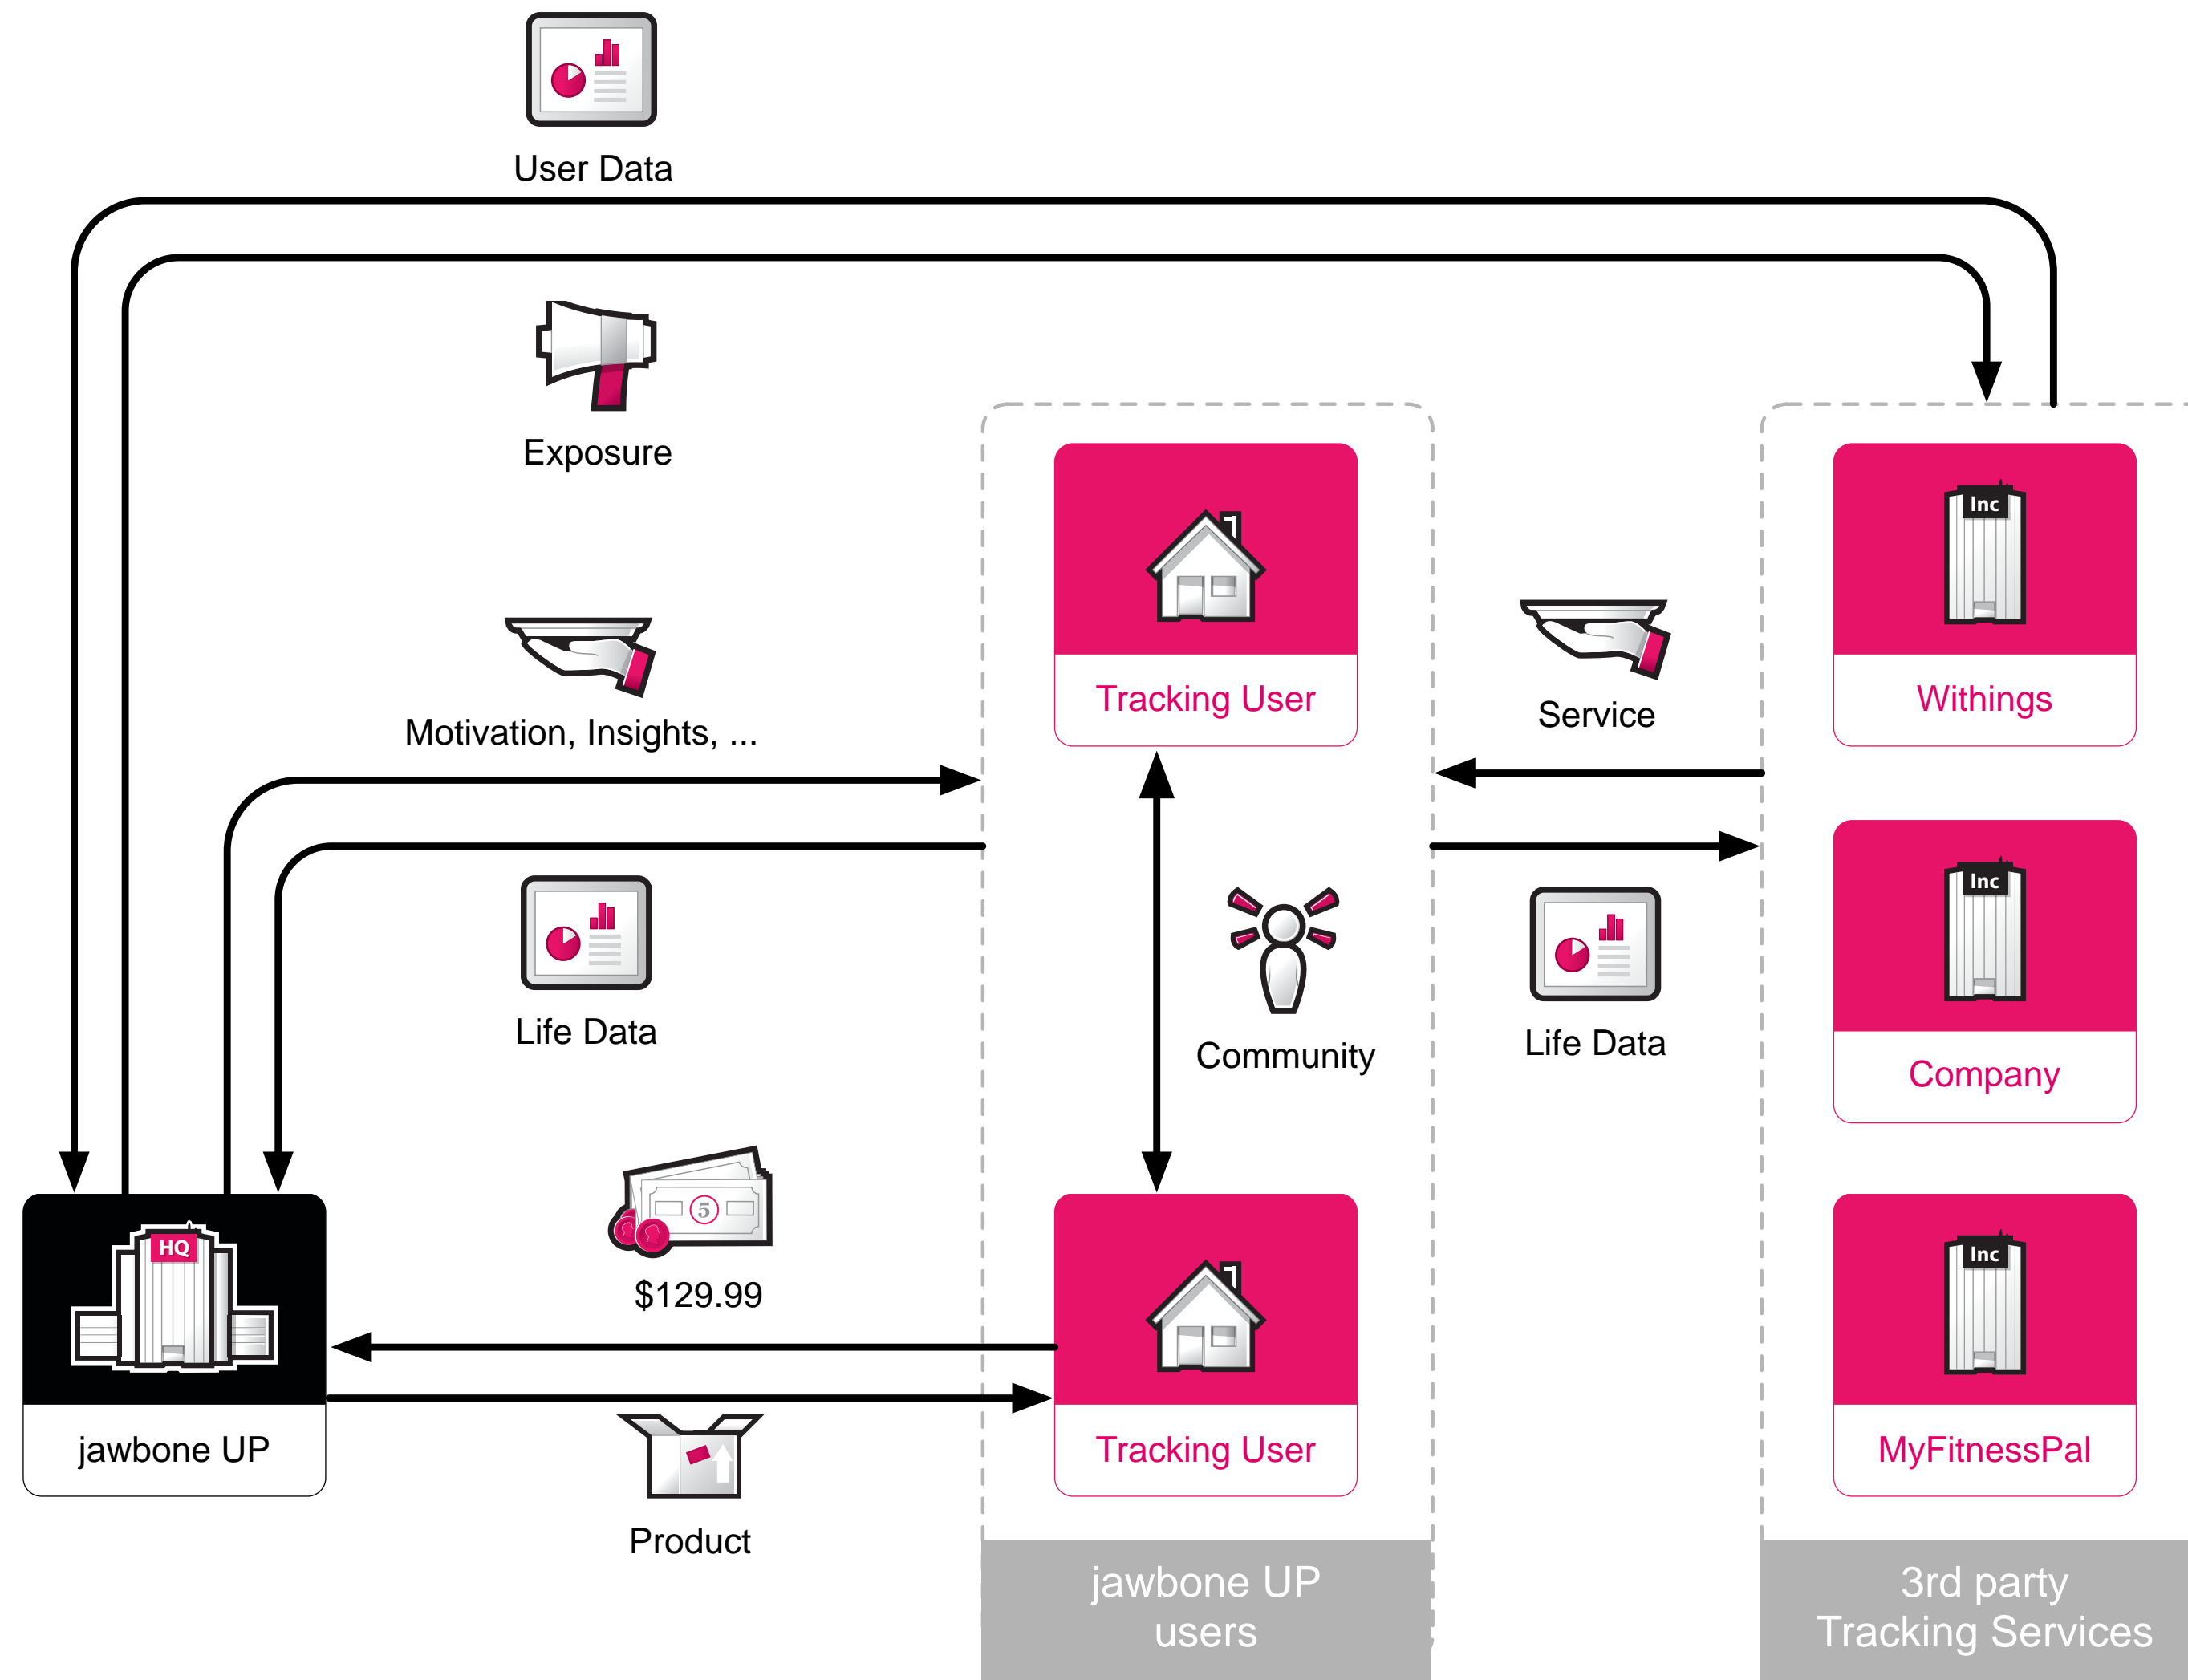 User Data
Exposure
Motivation, Insights, ...
Tracking User
Service
Inc
Withings
Life Data
Community
Life Data
Inc
Company
HQ
jawbone UP
5
$129.99
Product
Tracking User
Inc
MyFitnessPal
jawbone UP
users
3rd party
Tracking Services